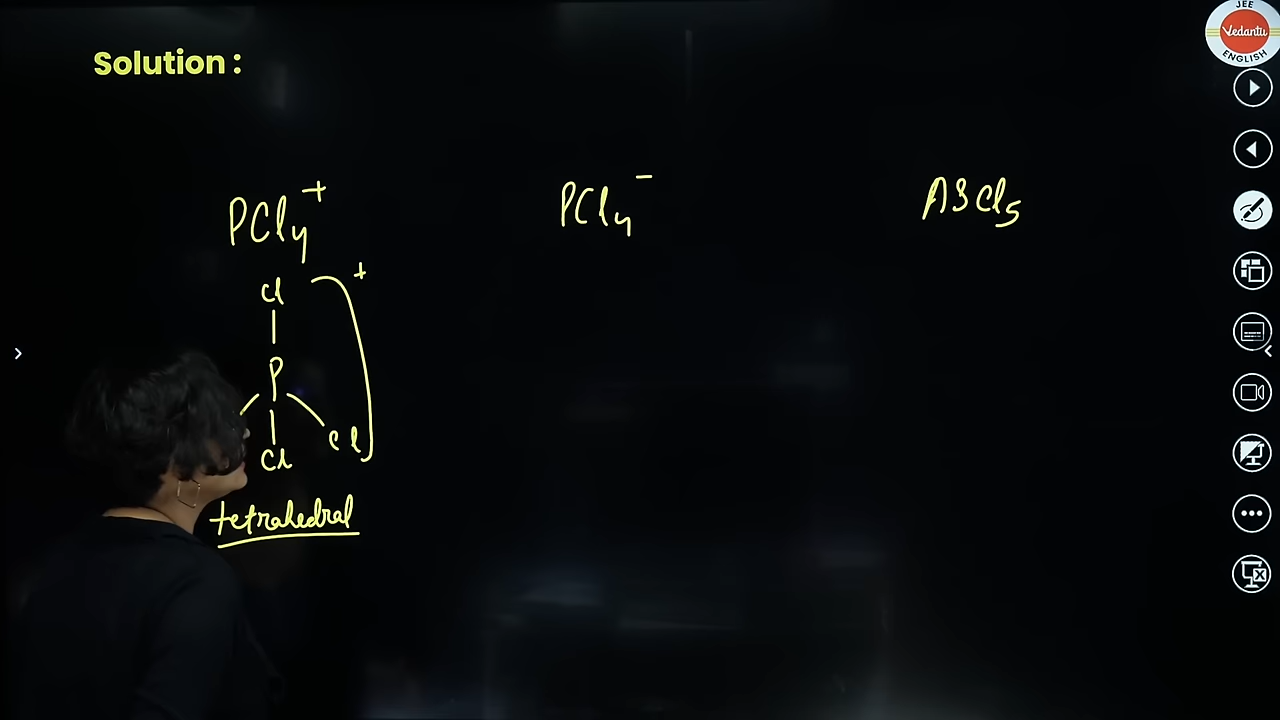 Solution :
PCl₄⁺
PCl₄⁻
AsCl₅
Cl
+
P
Cl
Cl
tetrahedral
JEE
Vedantu
ENGLISH